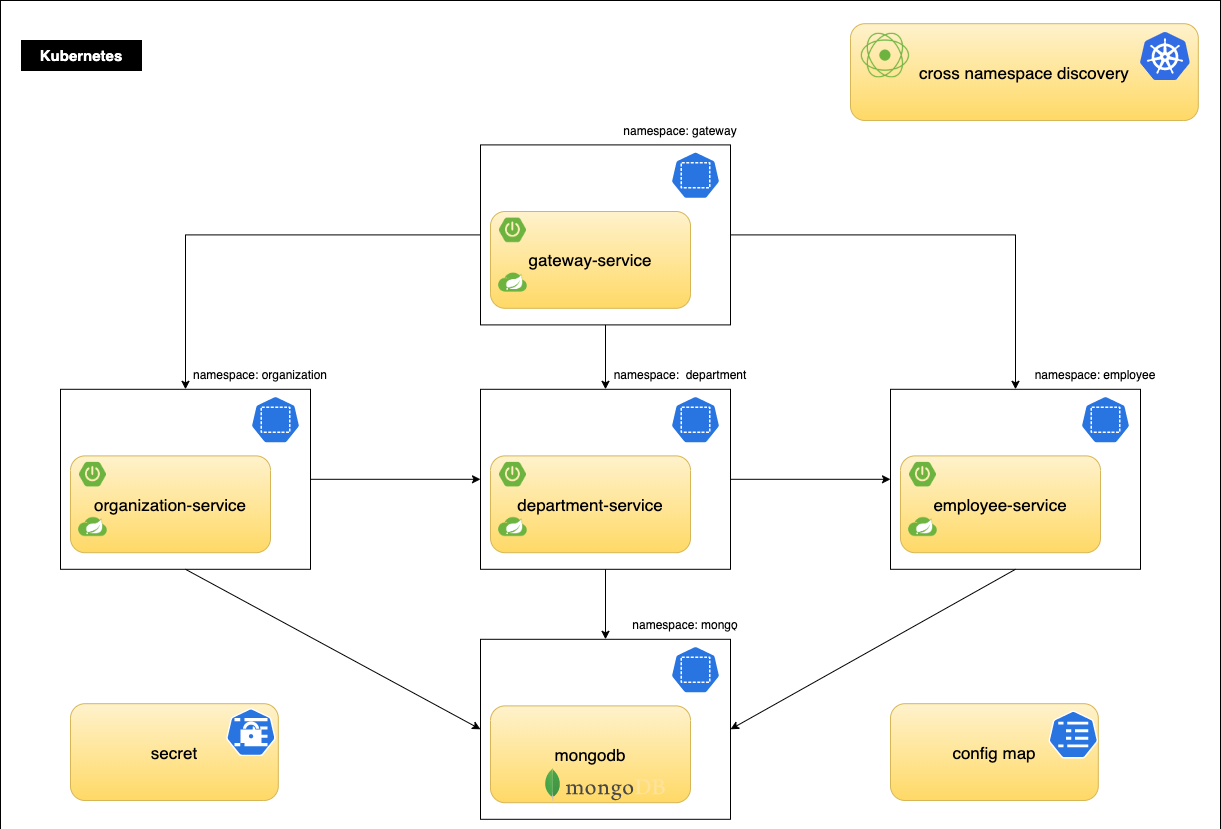 Kubernetes
cross namespace discovery
namespace: gateway
gateway-service
namespace: organization
namespace:  department
namespace: employee
organization-service
department-service
employee-service
namespace: mongo
secret
mongodb
mongoDB
config map